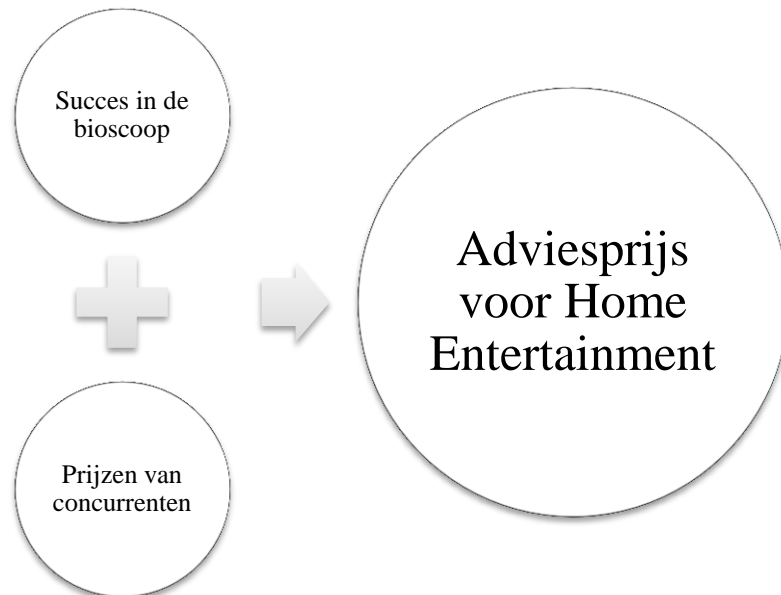 Succes in de
bioscoop
Prijzen van
concurrenten
Adviesprijs
voor Home
Entertainment